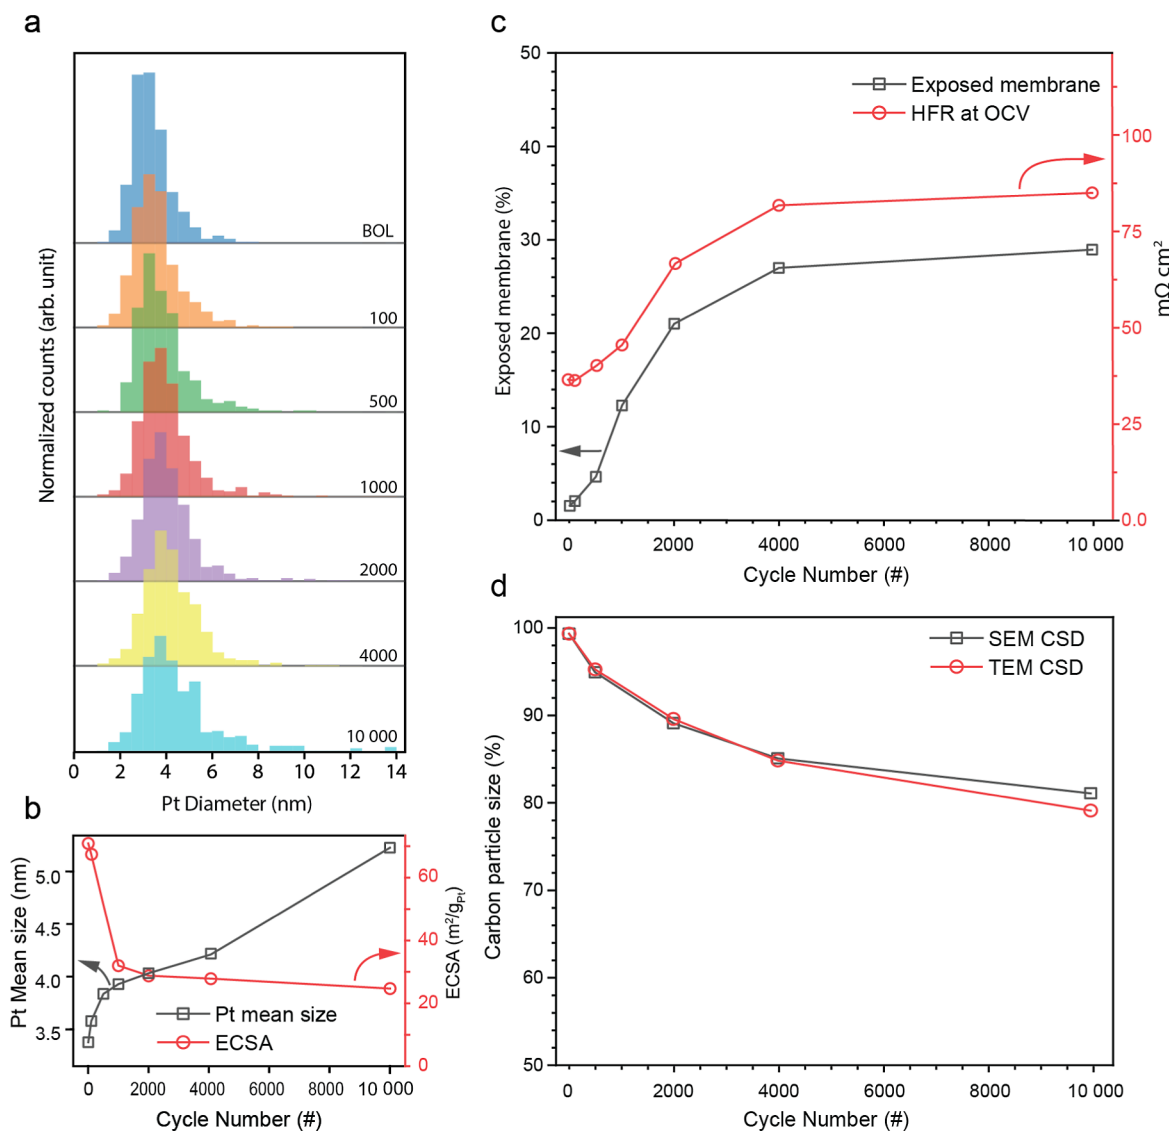 a
Normalized counts (arb. unit)
BOL
100
500
1000
2000
4000
10 000
0 2 4 6 8 10 12 14
Pt Diameter (nm)
b
Pt Mean size (nm)
5.0
4.5
4.0
3.5
Pt mean size
ECSA
60
40
20
0
ECSA (m²/gPt)
0 2000 4000 6000 8000 10 000
Cycle Number (#)
c
Exposed membrane (%)
50
40
30
20
10
0
Exposed membrane
HFR at OCV
100
75
50
25
0.0
mΩ cm²
0 2000 4000 6000 8000 10 000
Cycle Number (#)
d
Carbon particle size (%)
100
90
80
70
60
50
SEM CSD
TEM CSD
0 2000 4000 6000 8000 10 000
Cycle Number (#)